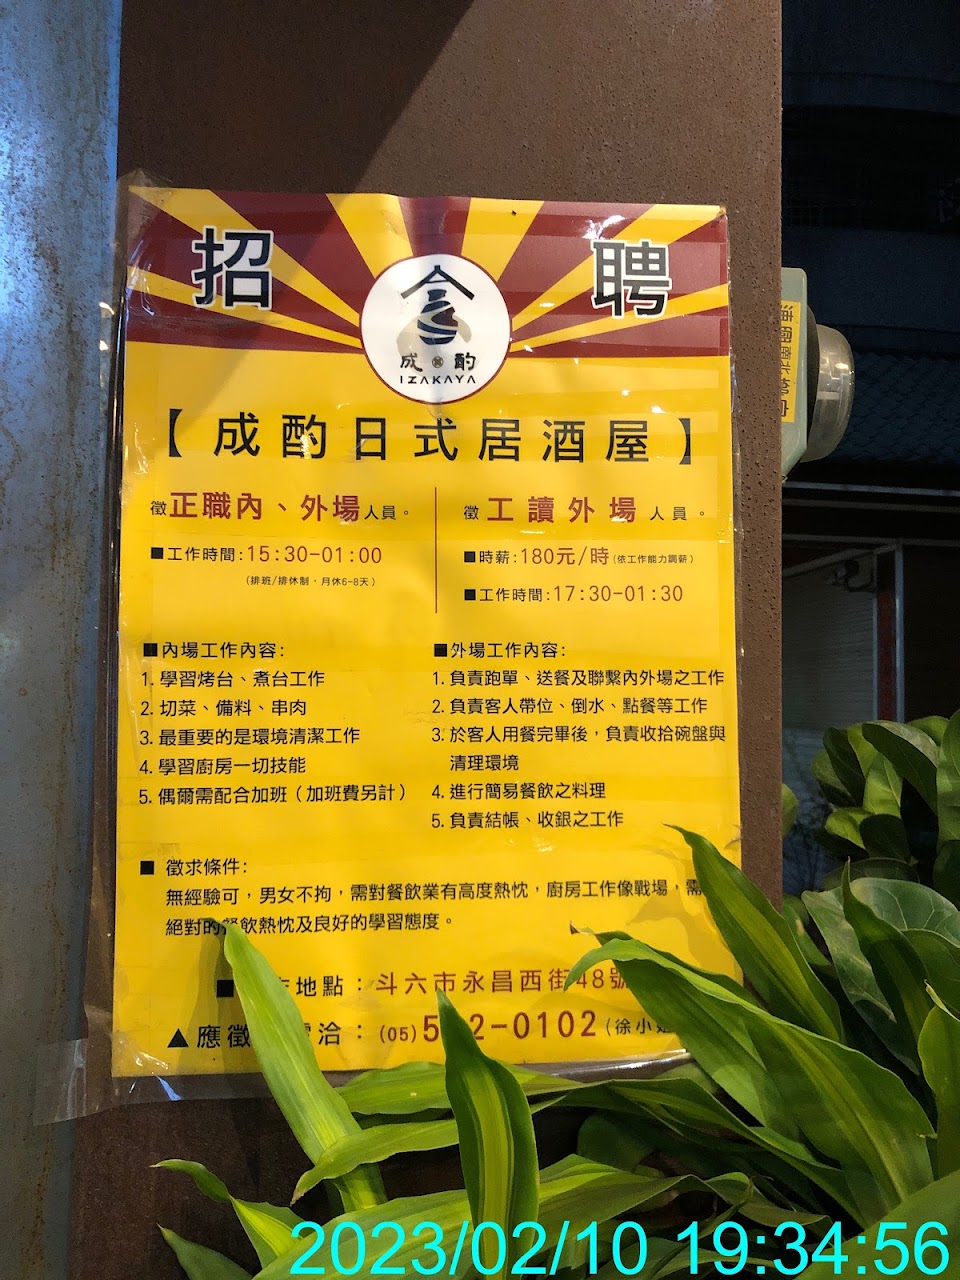 招 聘
成 酌
IZAKAYA
【成酌日式居酒屋】
徵正職內、外場人員。
■工作時間:15:30-01:00
(排班/排休制,月休6-8天)
徵 工讀外場 人員。
■時薪:180元/時(依工作能力調薪)
■工作時間:17:30-01:30
■內場工作內容:
1. 學習烤台、煮台工作
2. 切菜、備料、串肉
3. 最重要的是環境清潔工作
4. 學習廚房一切技能
5. 偶爾需配合加班(加班費另計)
■外場工作內容:
1. 負責跑單、送餐及聯繫內外場之工作
2. 負責客人帶位、倒水、點餐等工作
3. 於客人用餐完畢後,負責收拾碗盤與
清理環境
4. 進行簡易餐飲之料理
5. 負責結帳、收銀之工作
■ 徵求條件:
無經驗可,男女不拘,需對餐飲業有高度熱忱,廚房工作像戰場,需
絕對的餐飲熱忱及良好的學習態度。
■ 地點:斗六市永昌西街48號
▲應徵 洽:(05)5 2-0102(徐小姐
2023/02/10 19:34:56